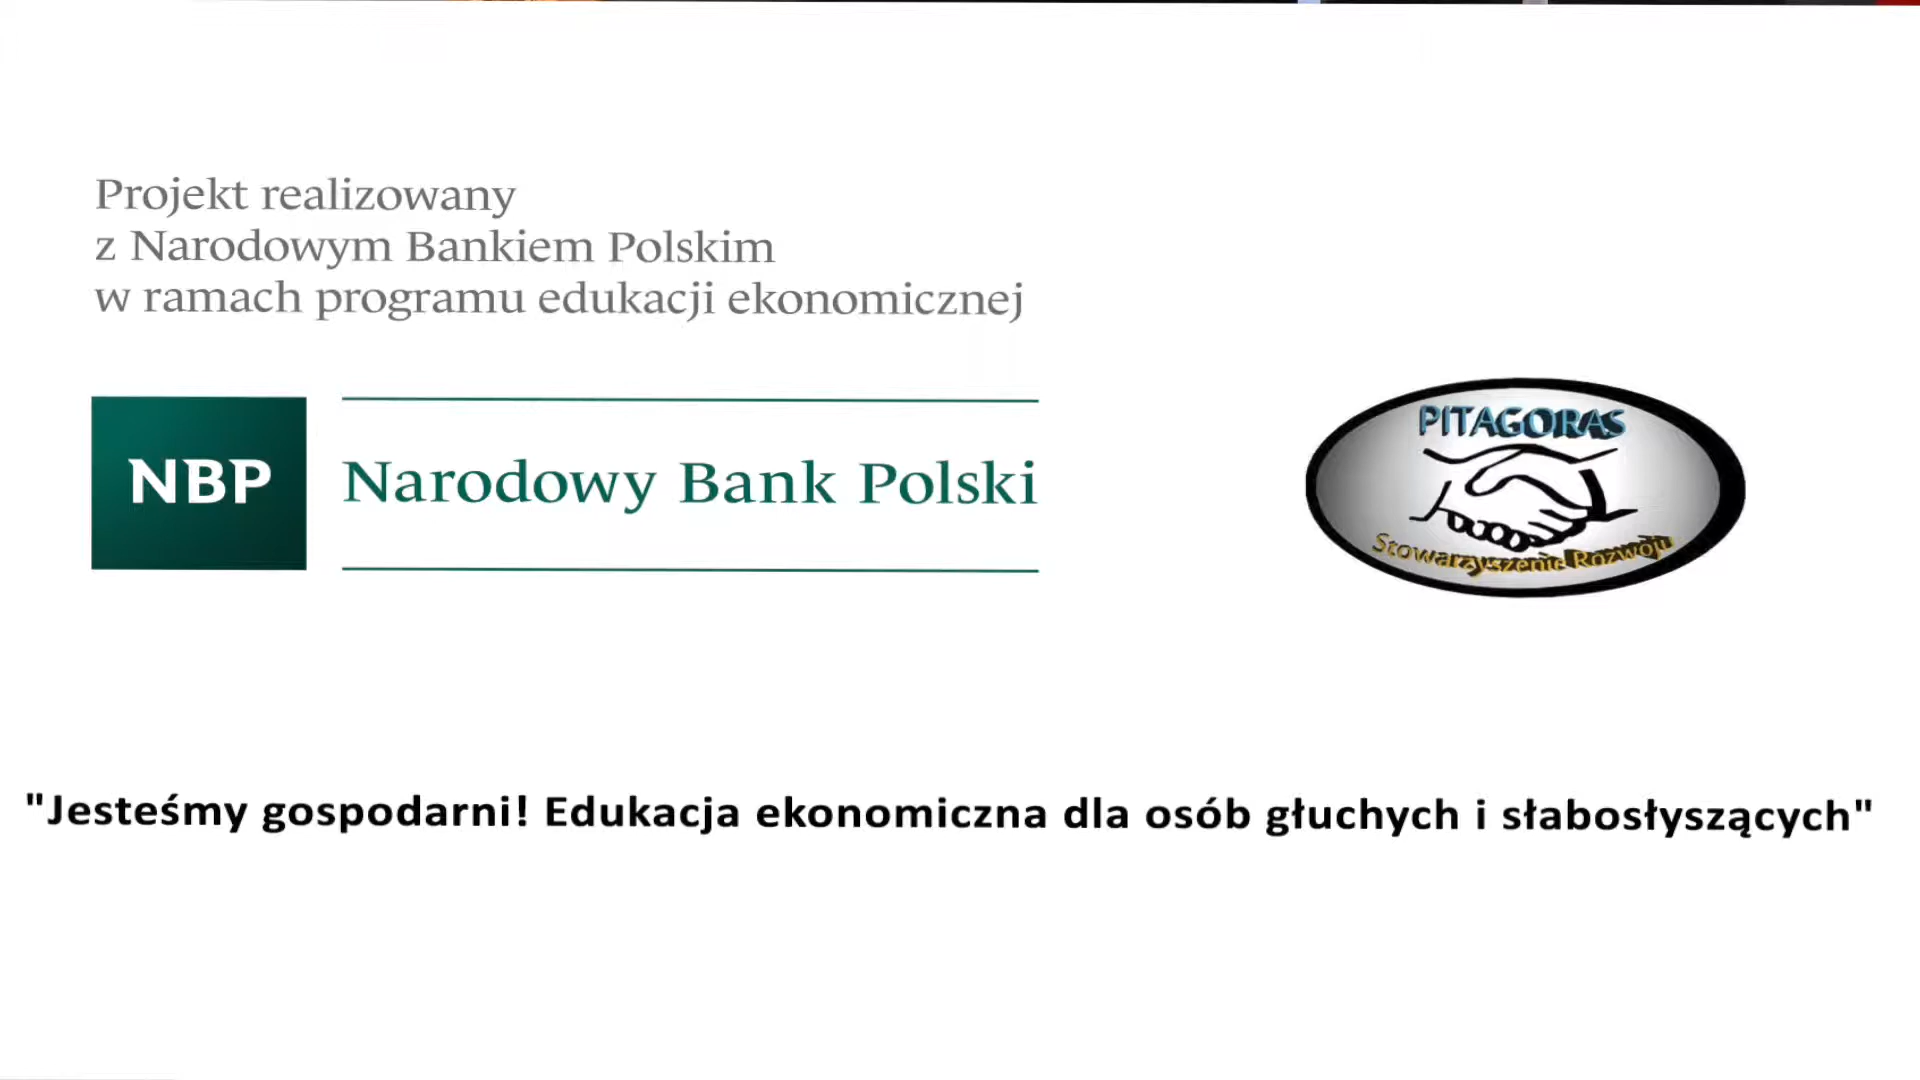 Projekt realizowany
z Narodowym Bankiem Polskim
w ramach programu edukacji ekonomicznej
NBP
Narodowy Bank Polski
PITAGORAS
Stowarzyszenie Rozwoju
"Jesteśmy gospodarni! Edukacja ekonomiczna dla osób głuchych i słabosłyszących"